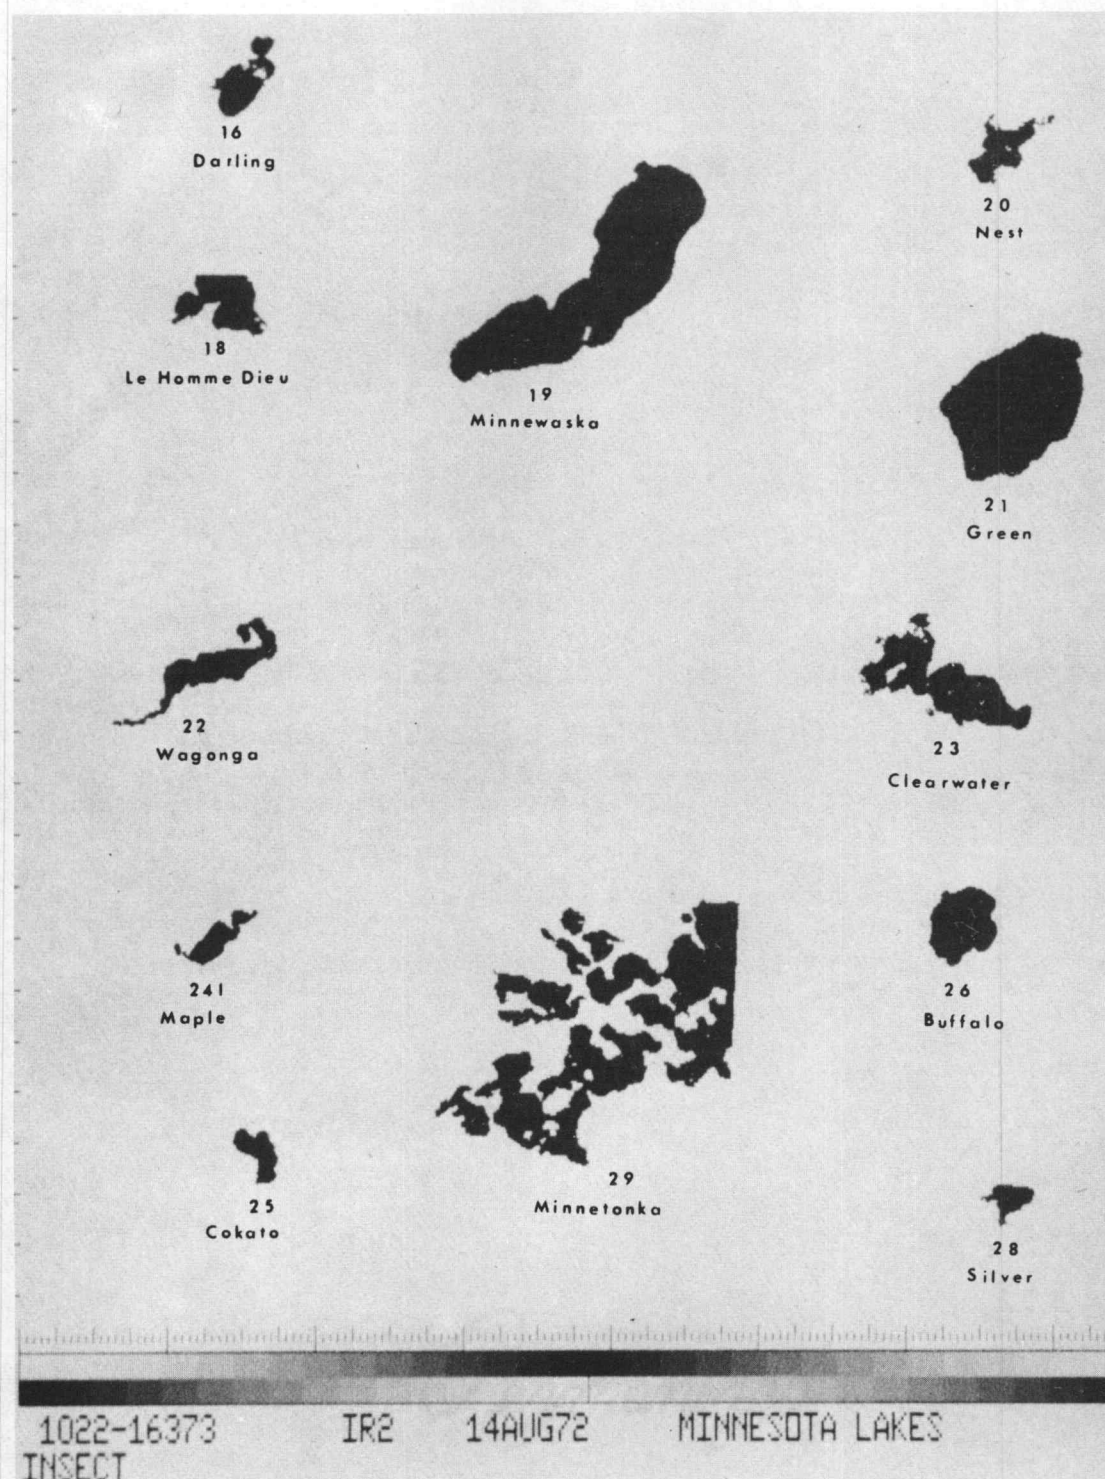 16
Darling
20
Nest
18
Le Homme Dieu
19
Minnewaska
21
Green
22
Wagonga
23
Clearwater
241
Maple
26
Buffalo
25
Cokato
29
Minnetonka
28
Silver
1022-16373 IR2 14AUG72 MINNESOTA LAKES
INSECT